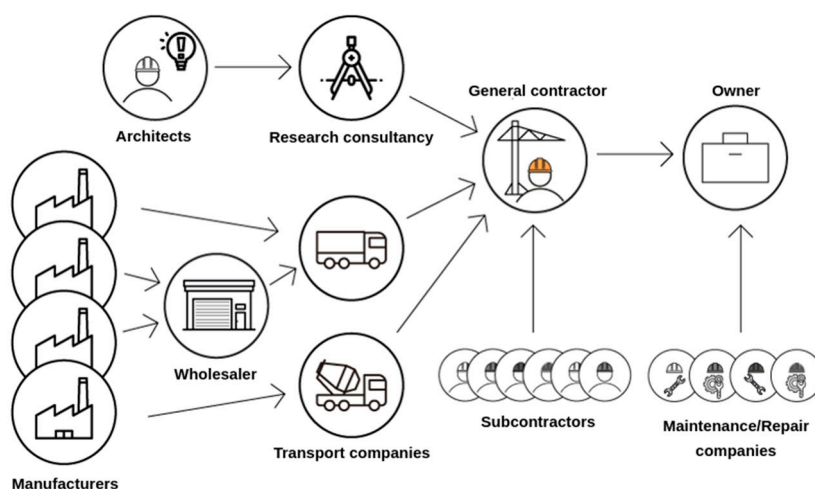 General contractor
Owner
Architects
Research consultancy
Wholesaler
Subcontractors
Maintenance/Repair
companies
Transport companies
Manufacturers